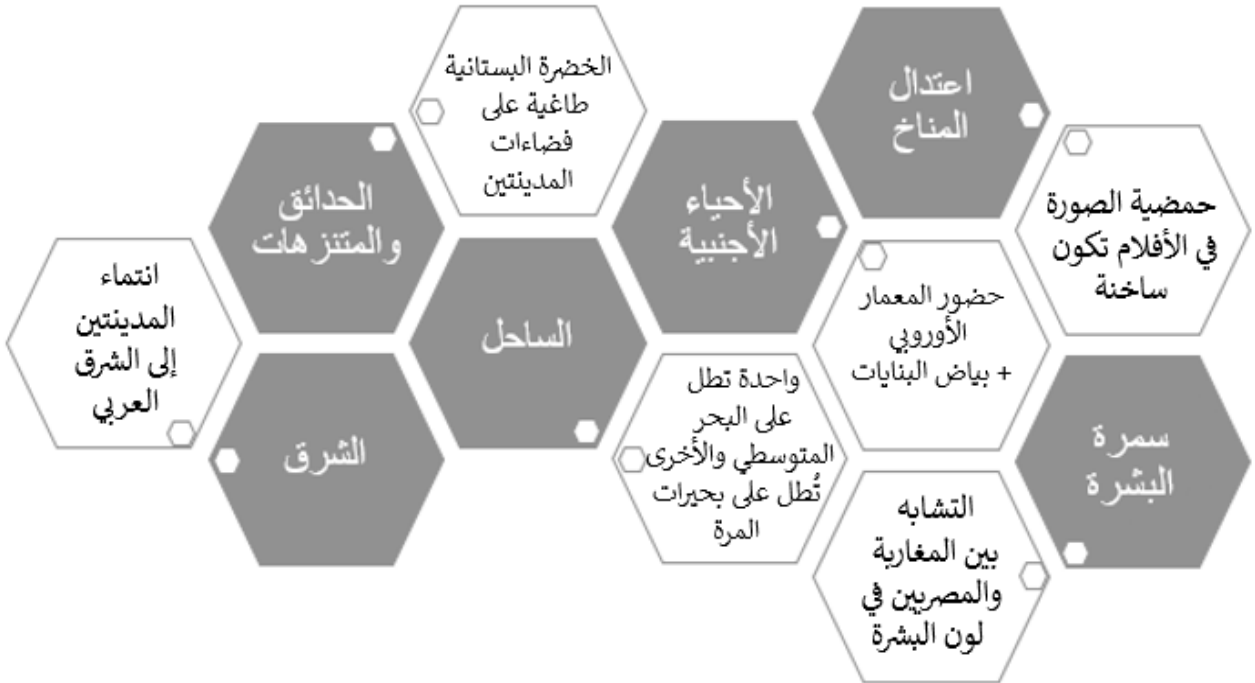 اعتدال
المناخ
حمضية الصورة
في الأفلام تكون
ساخنة
الأحياء
الأجنبية
حضور المعمار
الأوروبي
+ بياض البنايات
سمرة
البشرة
التشابه
بين المغاربة
والمصريين في
لون البشرة
الخضرة البستانية
طاغية على
فضاءات
المدينتين
الحدائق
والمتنزهات
الساحل
واحدة تطل
على البحر
المتوسطي والأخرى
تُطل على بحيرات
المرة
انتماء
المدينتين
إلى الشرق
العربي
الشرق